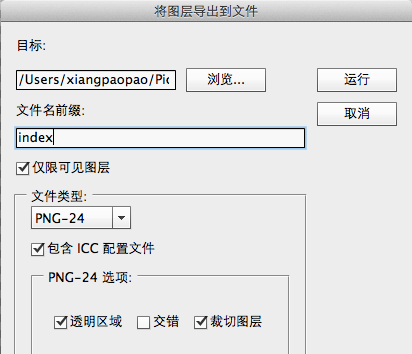 将图层导出到文件
目标:
/Users/xiangpaopao/Pic 浏览... 运行
文件名前缀: 取消
index
仅限可见图层
文件类型:
PNG-24
包含 ICC 配置文件
PNG-24 选项:
透明区域 交错 裁切图层